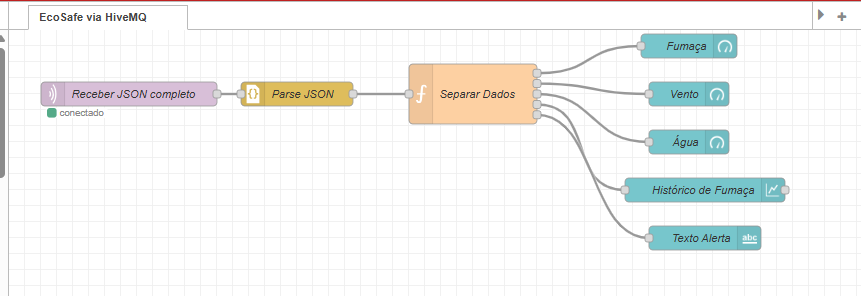 EcoSafe via HiveMQ
Fumaça
Receber JSON completo
Parse JSON
Separar Dados
Vento
conectado
Água
Histórico de Fumaça
Texto Alerta
abc